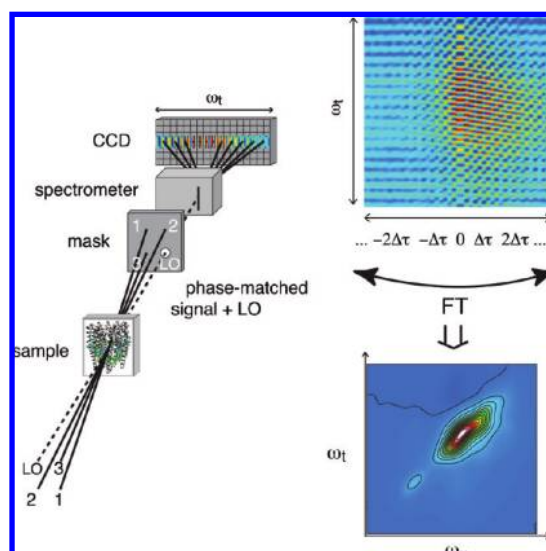 ωt
CCD
spectrometer
mask
1 2
3 LO
phase-matched
signal + LO
sample
LO 3
2 1
ωt
... −2Δτ −Δτ 0 Δτ 2Δτ ...
FT
ωt